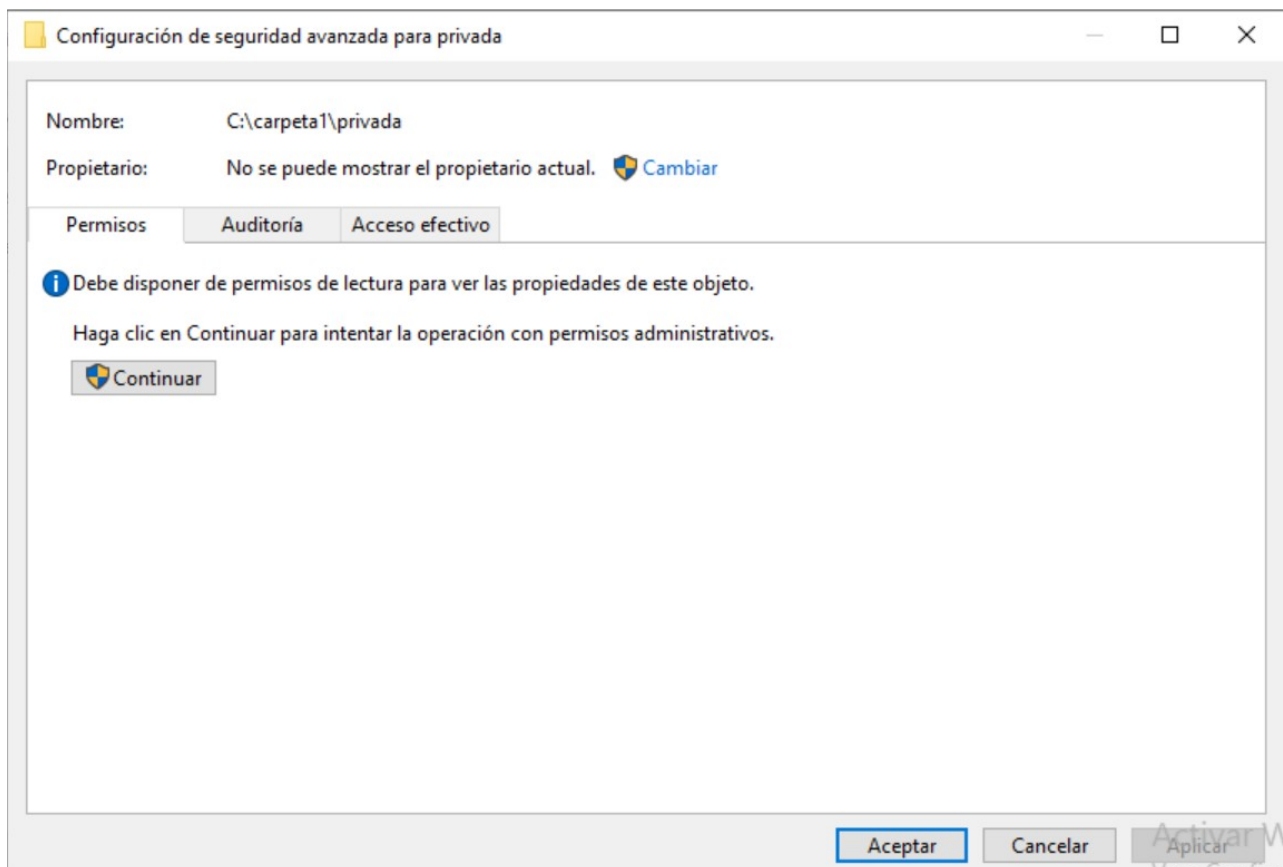 Configuración de seguridad avanzada para privada
Nombre: C:\carpeta1\privada
Propietario: No se puede mostrar el propietario actual. Cambiar
Permisos Auditoría Acceso efectivo
Debe disponer de permisos de lectura para ver las propiedades de este objeto.
Haga clic en Continuar para intentar la operación con permisos administrativos.
Continuar
Activar W
Aceptar Cancelar Aplicar